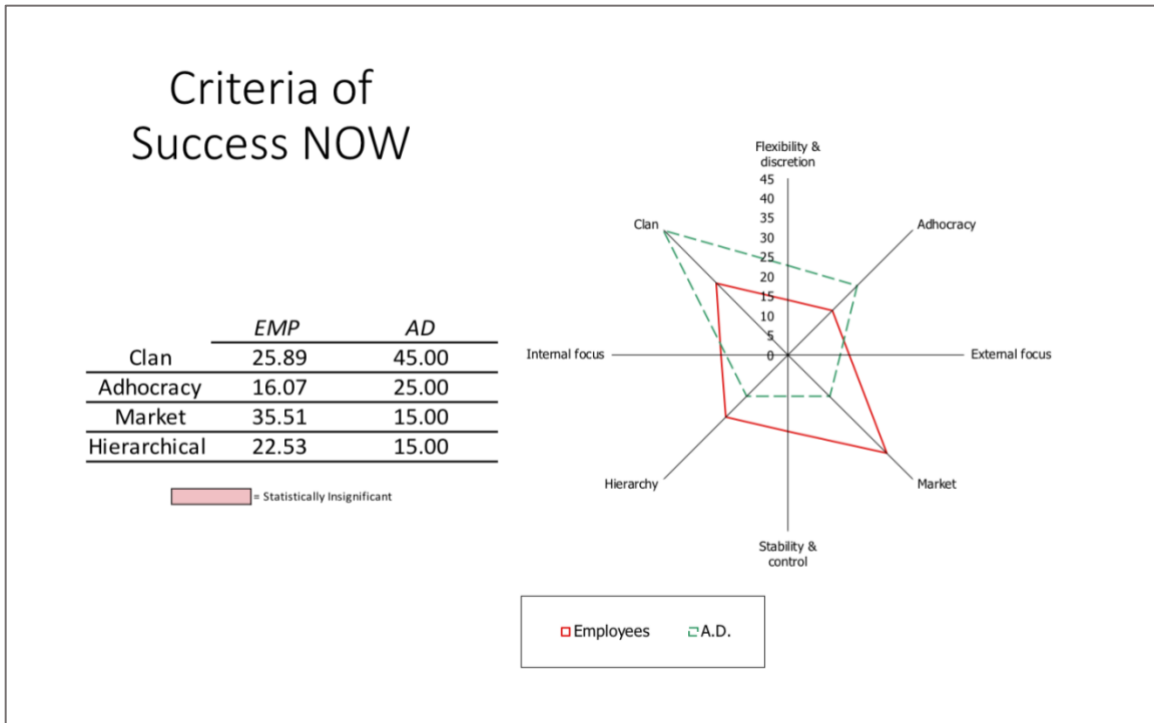 Criteria of
Success NOW
EMP AD
Clan 25.89 45.00
Adhocracy 16.07 25.00
Market 35.51 15.00
Hierarchical 22.53 15.00
= Statistically Insignificant
Flexibility &
discretion
45
40
35
30
25
20
15
10
5
0
Clan
Adhocracy
Internal focus
External focus
Hierarchy
Market
Stability &
control
Employees A.D.